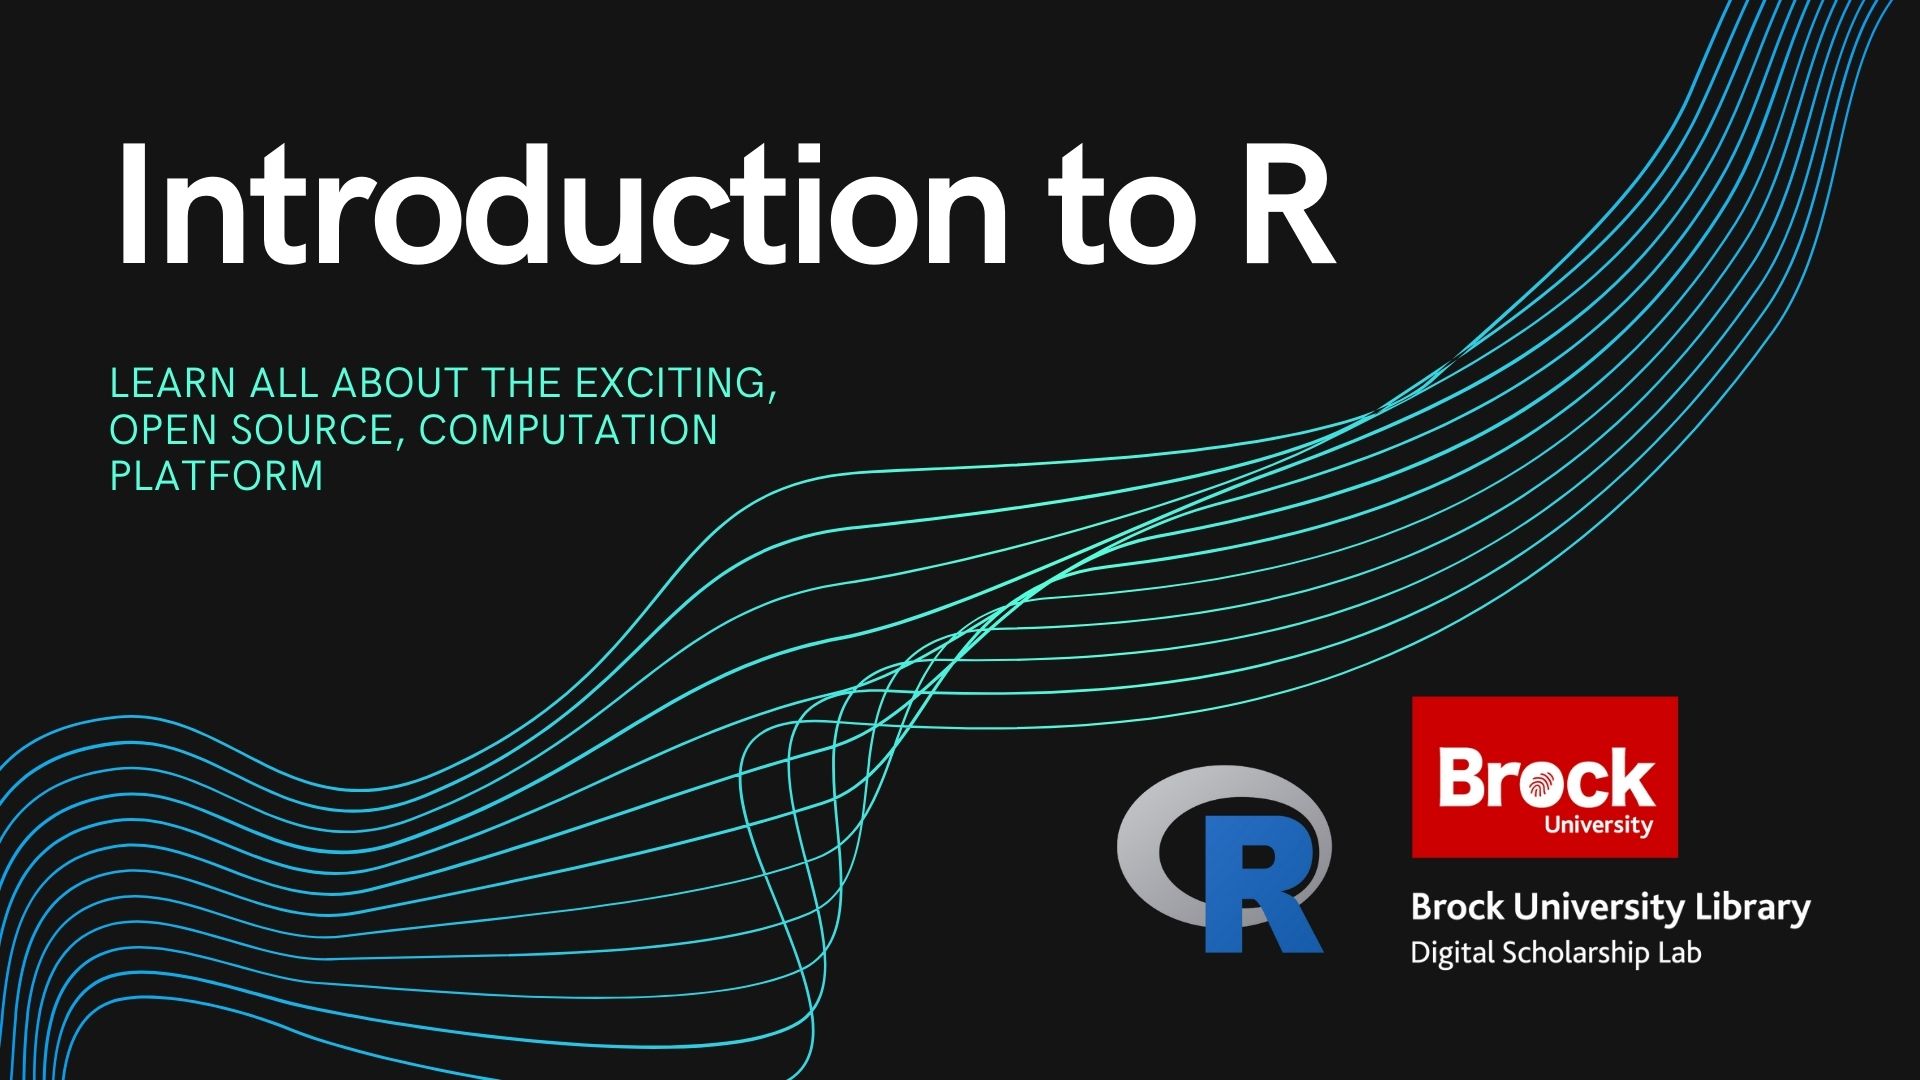 Introduction to R
LEARN ALL ABOUT THE EXCITING,
OPEN SOURCE, COMPUTATION
PLATFORM
R
Brock
University
Brock University Library
Digital Scholarship Lab